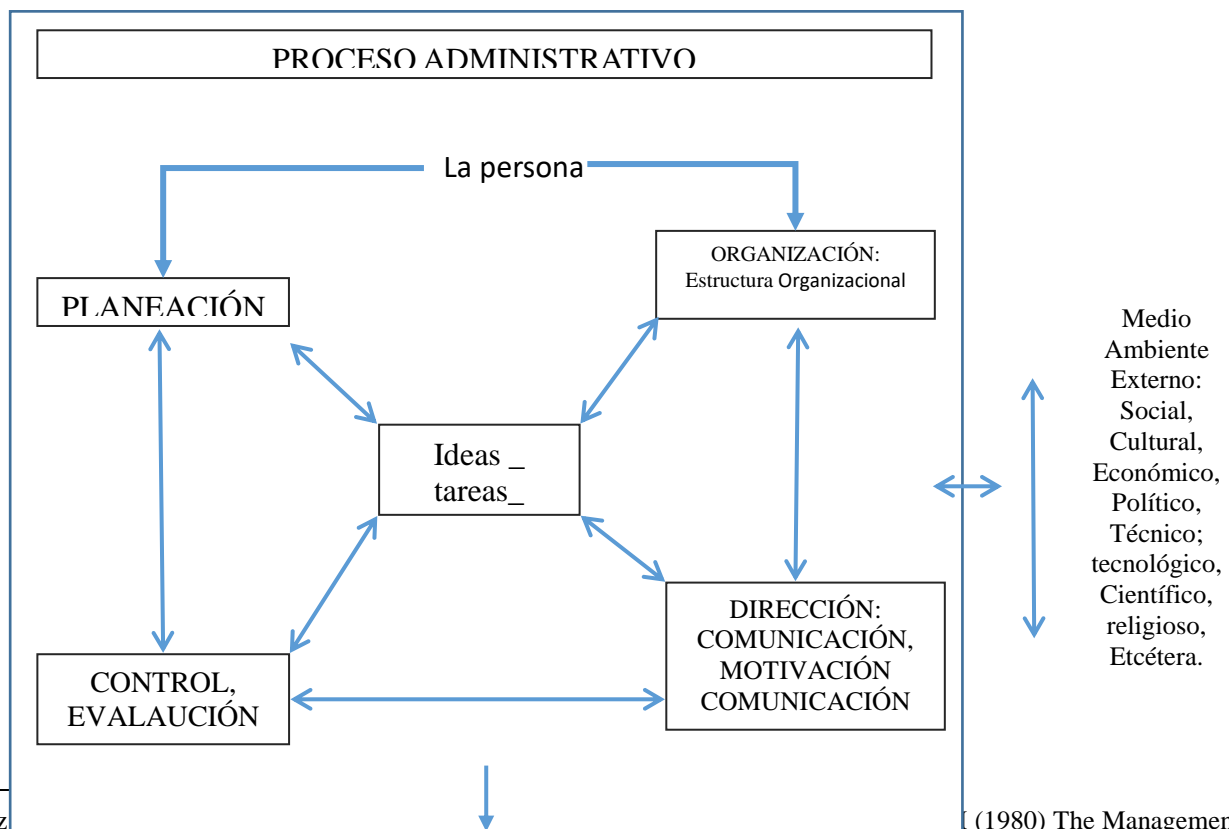 PROCESO ADMINISTRATIVO
La persona
ORGANIZACIÓN:
Estructura Organizacional
PLANEACIÓN
Ideas _
tareas_
CONTROL,
EVALAUCIÓN
DIRECCIÓN:
COMUNICACIÓN,
MOTIVACIÓN
COMUNICACIÓN
Medio
Ambiente
Externo:
Social,
Cultural,
Económico,
Político,
Técnico;
tecnológico,
Científico,
religioso,
Etcétera.
(1980) The Managemen